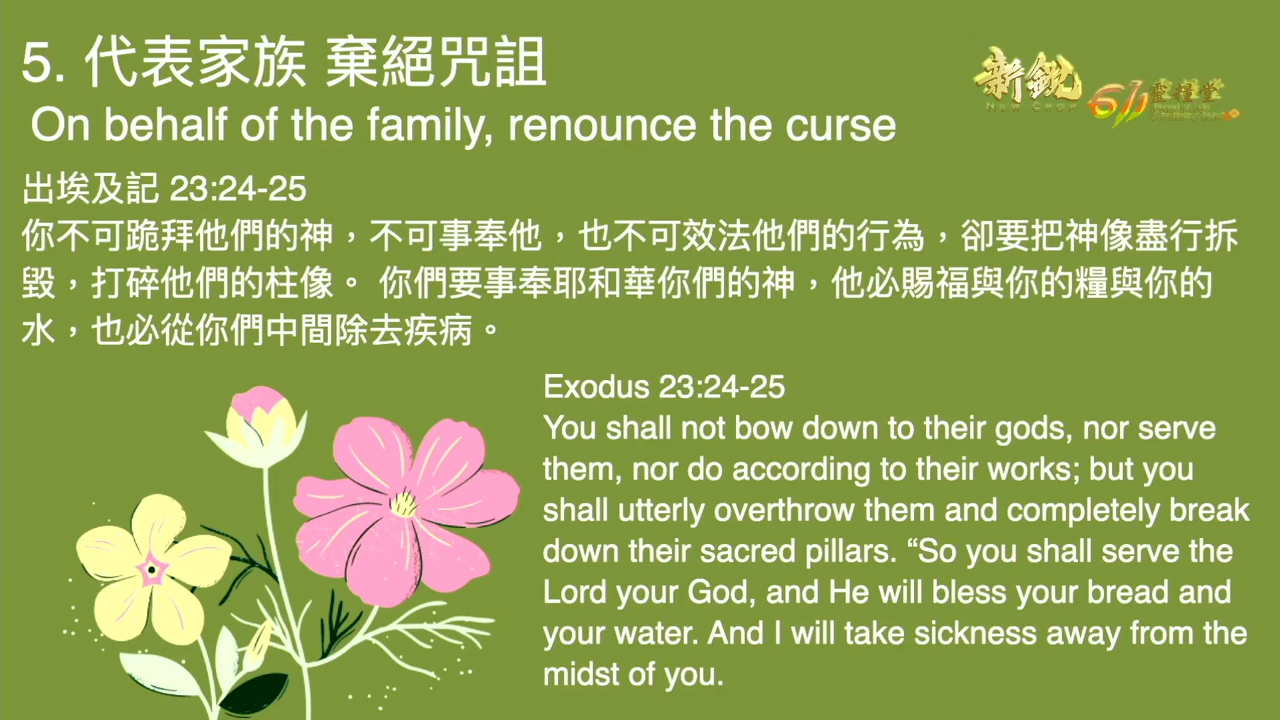 5. 代表家族 棄絕咒詛
On behalf of the family, renounce the curse
新銳
611靈糧堂
出埃及記 23:24-25
你不可跪拜他們的神，不可事奉他，也不可效法他們的行為，卻要把神像盡行拆
毀，打碎他們的柱像。 你們要事奉耶和華你們的神，他必賜福與你的糧與你的
水，也必從你們中間除去疾病。
Exodus 23:24-25
You shall not bow down to their gods, nor serve
them, nor do according to their works; but you
shall utterly overthrow them and completely break
down their sacred pillars. “So you shall serve the
Lord your God, and He will bless your bread and
your water. And I will take sickness away from the
midst of you.